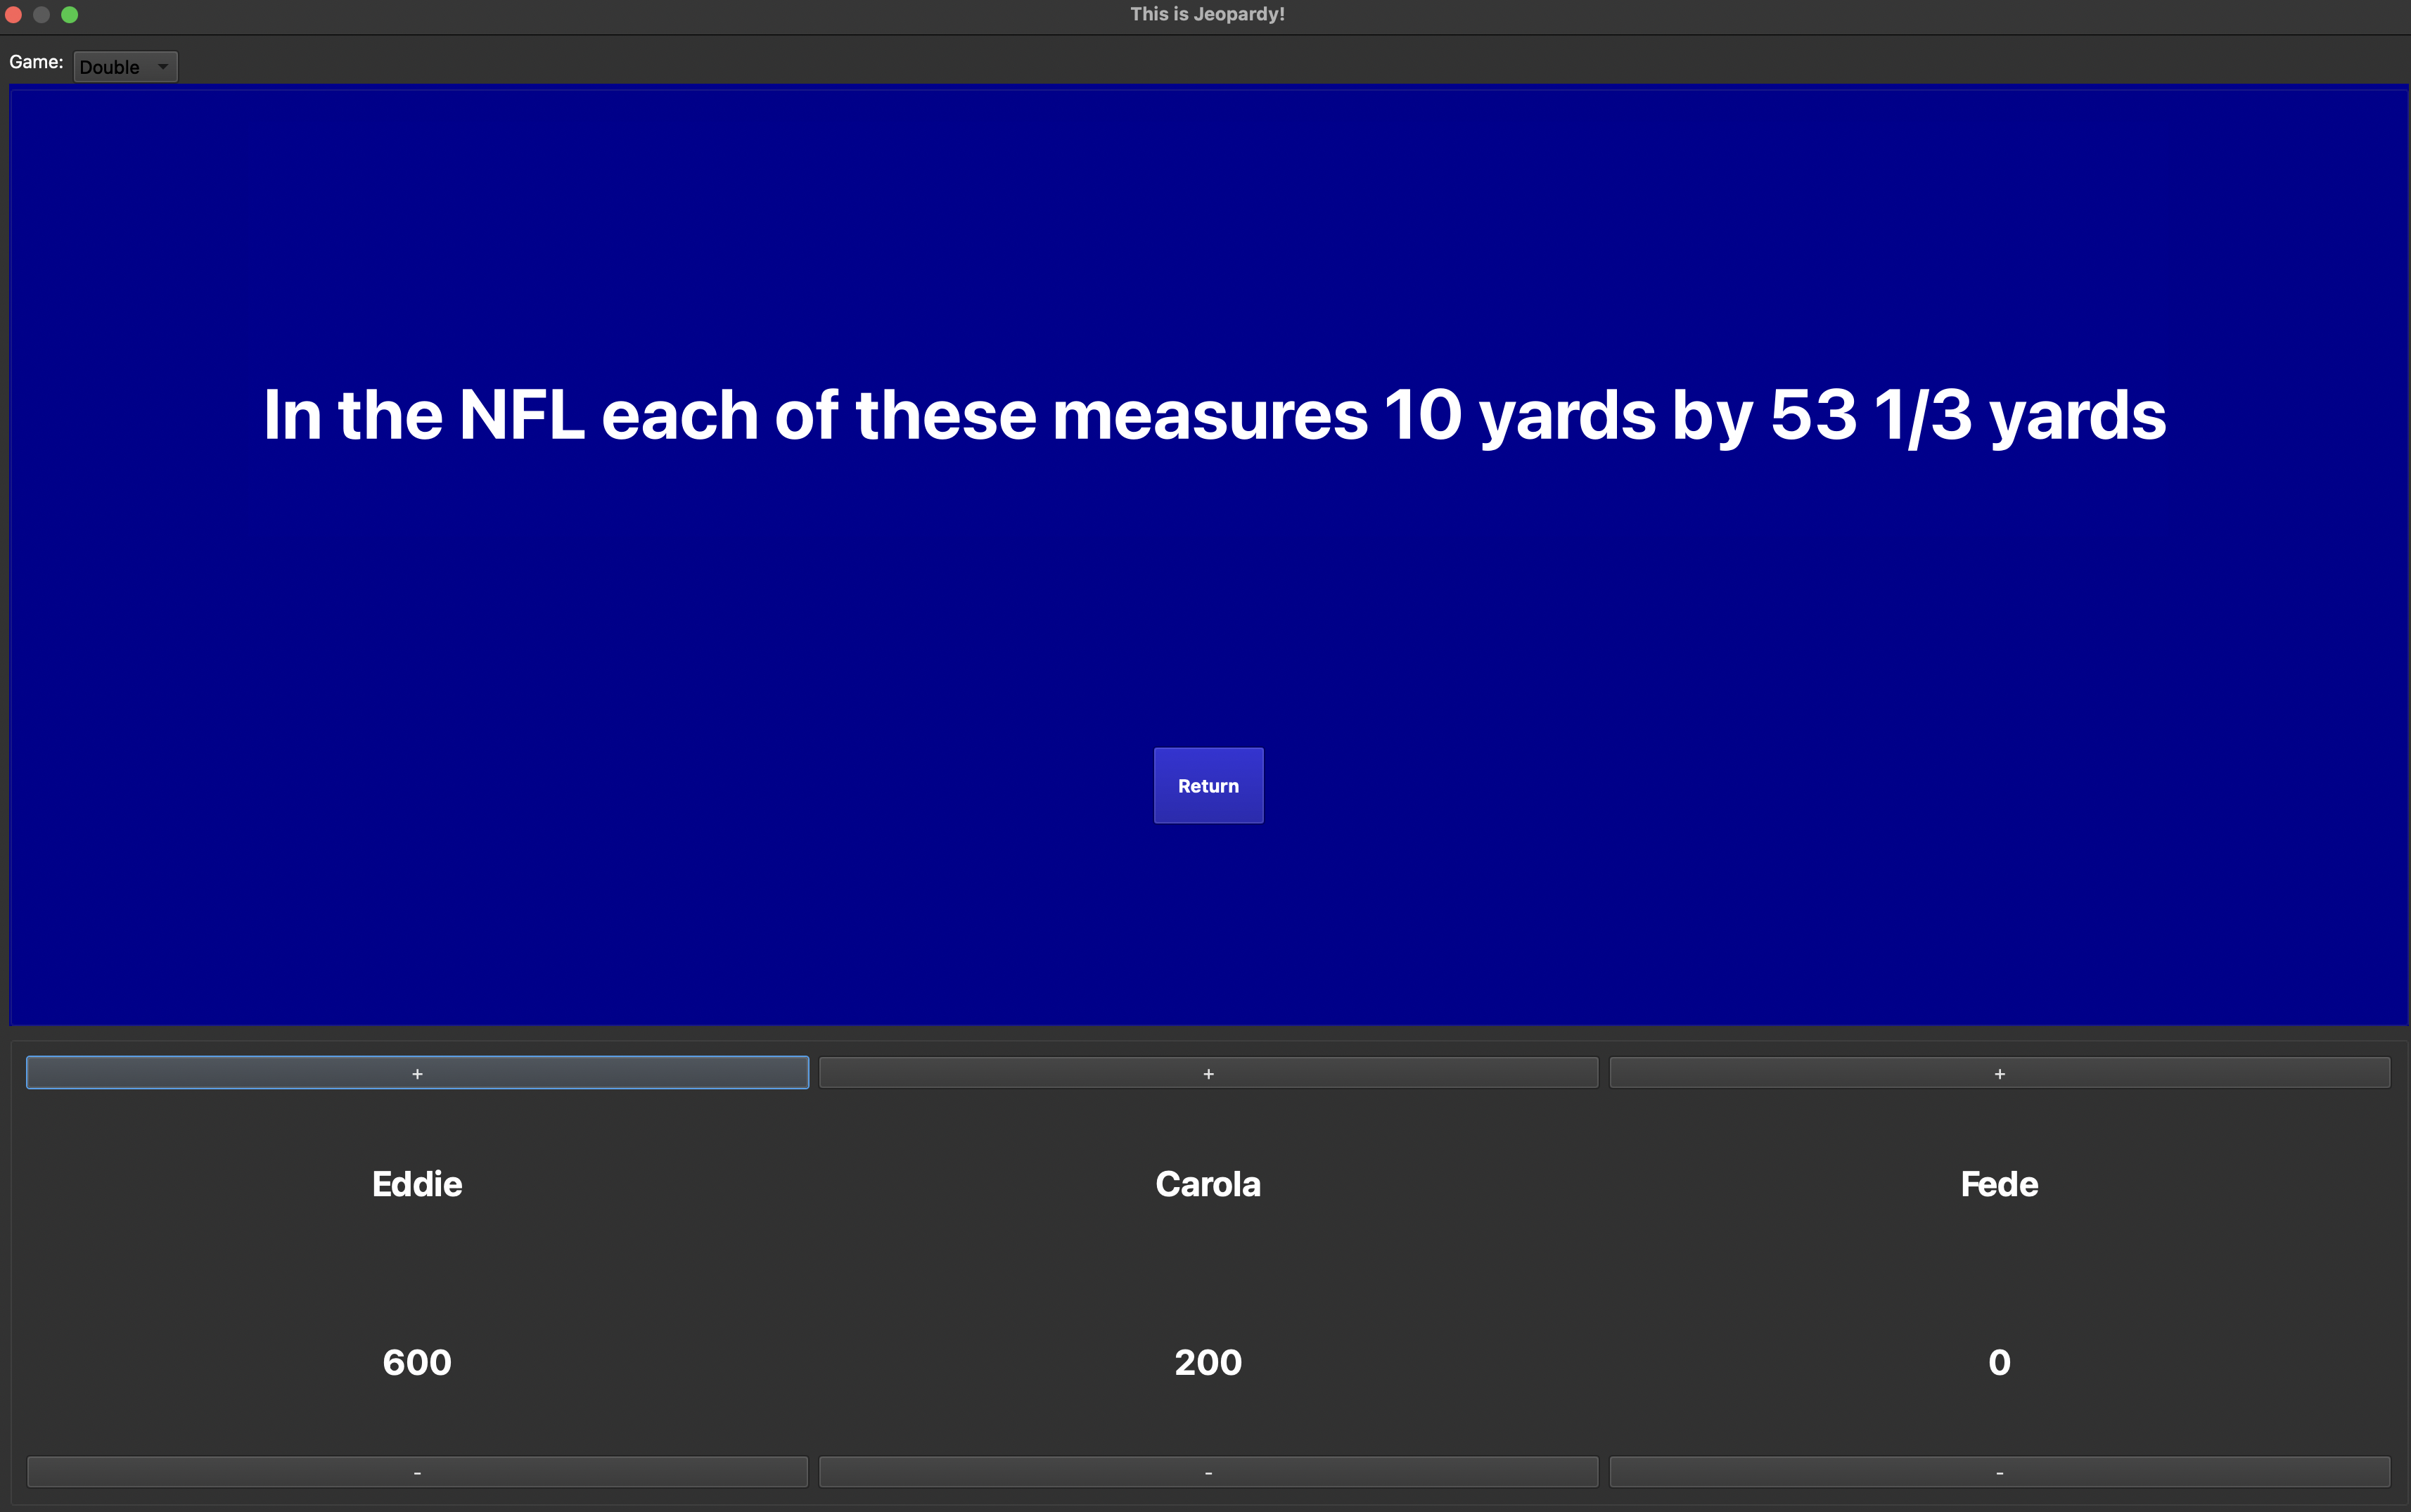 This is Jeopardy!
Game: Double
In the NFL each of these measures 10 yards by 53 1/3 yards
Return
+ + +
Eddie Carola Fede
600 200 0
- - -